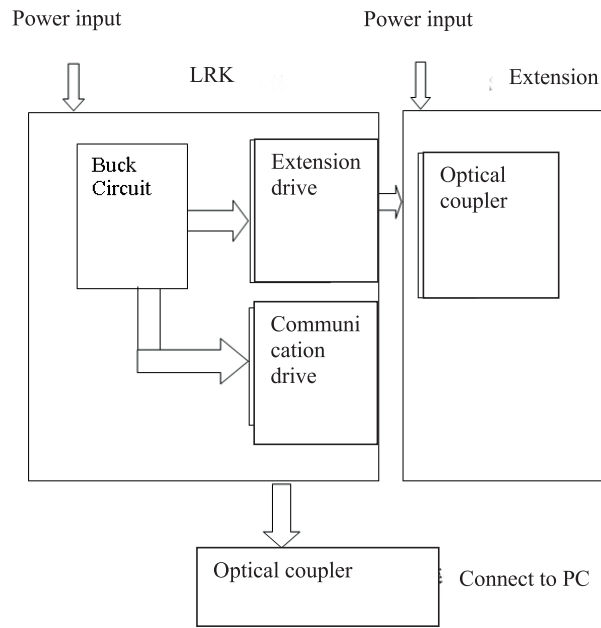 Power input
Power input
LRK
Extension
Buck
Circuit
Extension
drive
Optical
coupler
Communi
cation
drive
Optical coupler
Connect to PC